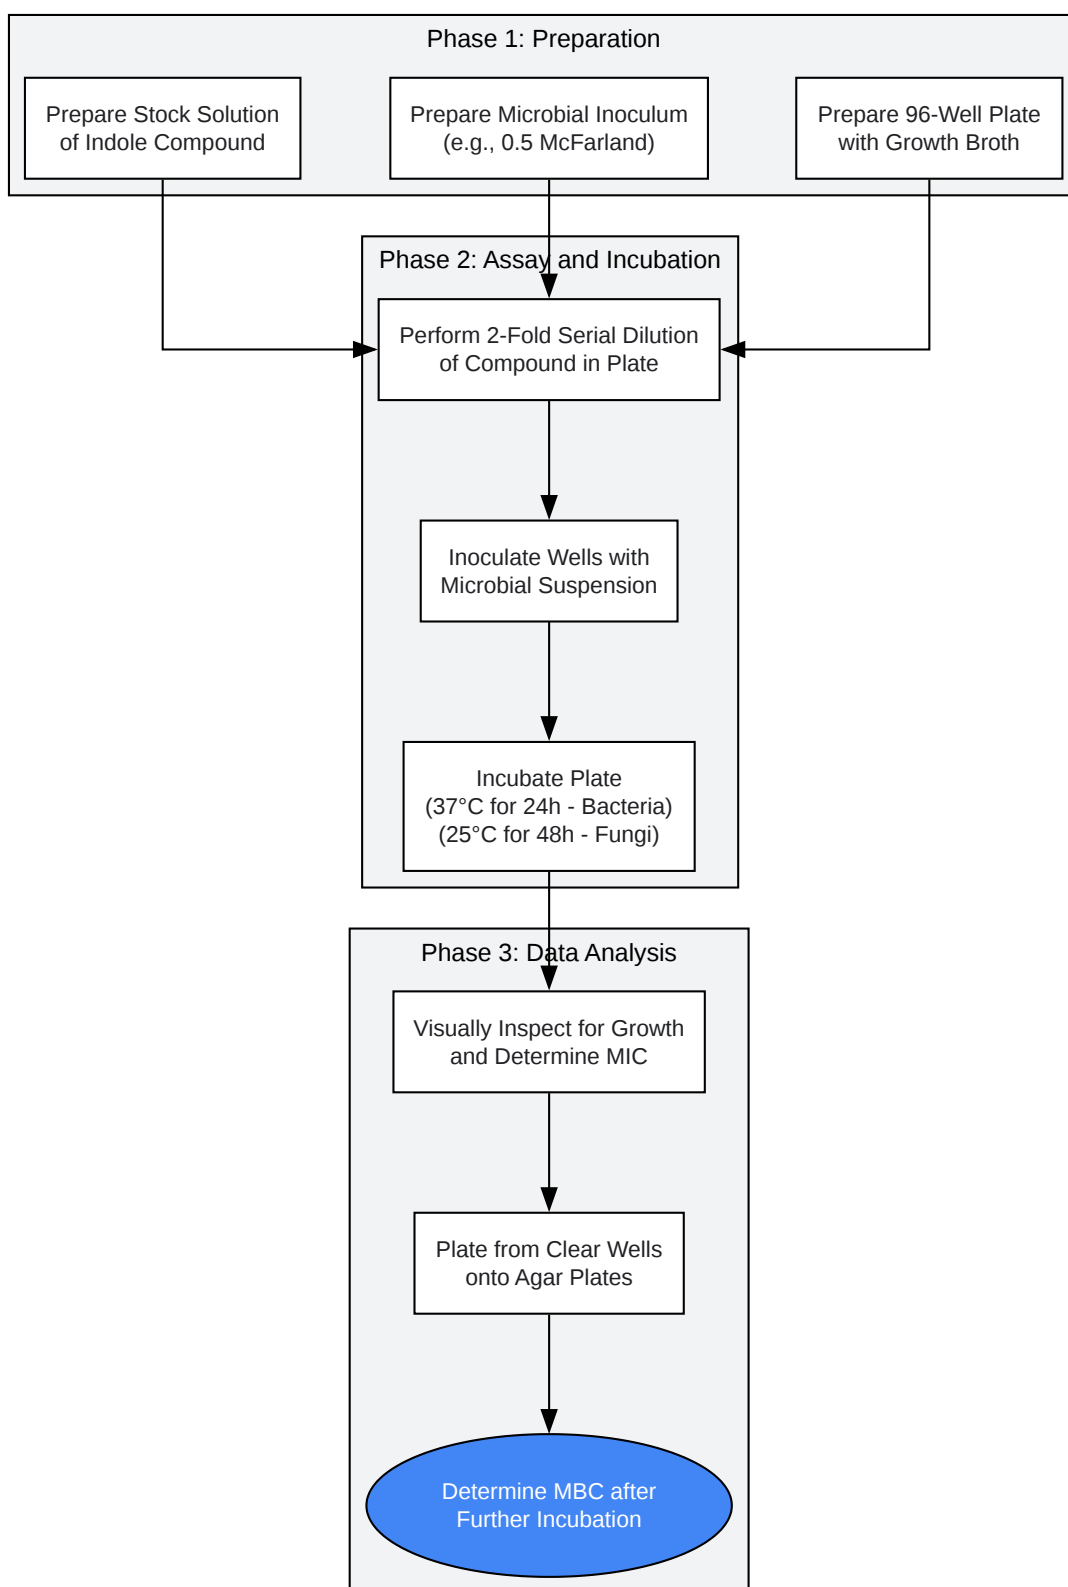 Phase 1: Preparation
Prepare Stock Solution
of Indole Compound
Prepare Microbial Inoculum
(e.g., 0.5 McFarland)
Prepare 96-Well Plate
with Growth Broth
Phase 2: Assay and Incubation
Perform 2-Fold Serial Dilution
of Compound in Plate
Inoculate Wells with
Microbial Suspension
Incubate Plate
(37°C for 24h - Bacteria)
(25°C for 48h - Fungi)
Phase 3: Data Analysis
Visually Inspect for Growth
and Determine MIC
Plate from Clear Wells
onto Agar Plates
Determine MBC after
Further Incubation